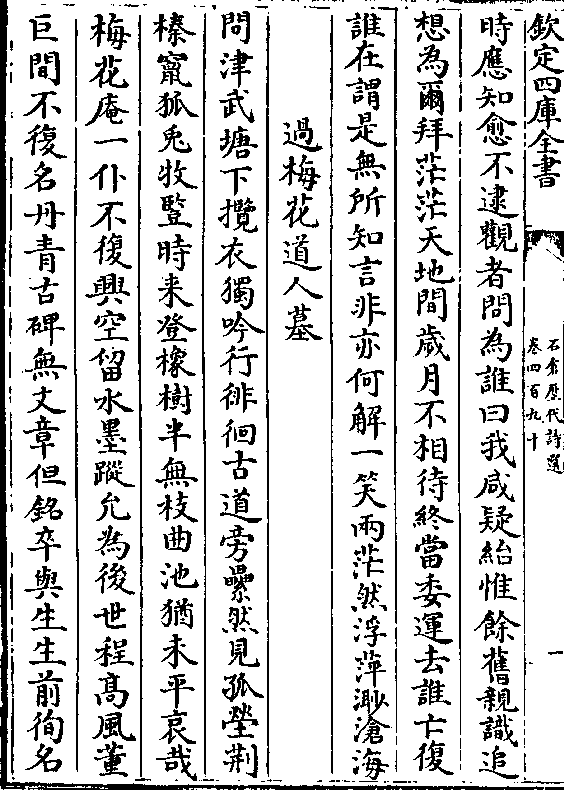 欽定四庫全書
石倉歷代詩選
卷四百九十
一
時應知愈不逮觀者問為誰曰我咸疑紿惟餘舊親識追
想為爾拜茫茫天地間歲月不相待終當委運去誰亡復
誰在謂是無所知言非亦何解一笑兩茫然浮萍渺滄海
過梅花道人墓
問津武塘下攬衣獨吟行徘徊古道旁纍然見孤塋荆
榛竄狐兎牧豎時来登橡樹半無枝曲池猶未平哀哉
梅花庵一仆不復興空留水墨蹤允為後世程髙風董
巨間不復名丹青古碑無文章但銘卒與生生前徇名